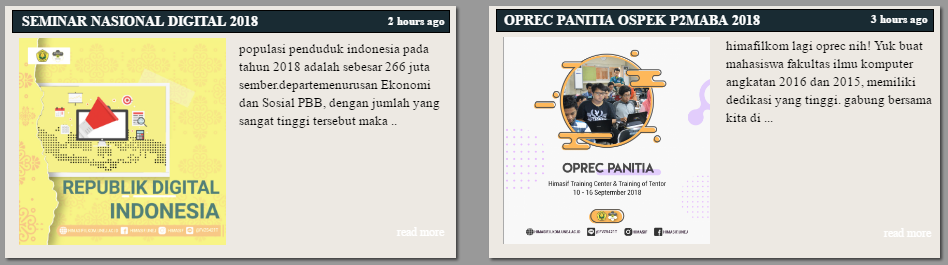 SEMINAR NASIONAL DIGITAL 2018
2 hours ago
populasi penduduk indonesia pada
tahun 2018 adalah sebesar 266 juta
sember.departemenurusan Ekonomi
dan Sosial PBB, dengan jumlah yang
sangat tinggi tersebut maka ..
REPUBLIK DIGITAL
INDONESIA
read more
OPREC PANITIA OSPEK P2MABA 2018
3 hours ago
himafilkom lagi oprec nih! Yuk buat
mahasiswa fakultas ilmu komputer
angkatan 2016 dan 2015, memiliki
dedikasi yang tinggi. gabung bersama
kita di ...
OPREC PANITIA
Himasif Training Center & Training of Tentor
10 - 16 Septermber 2018
read more